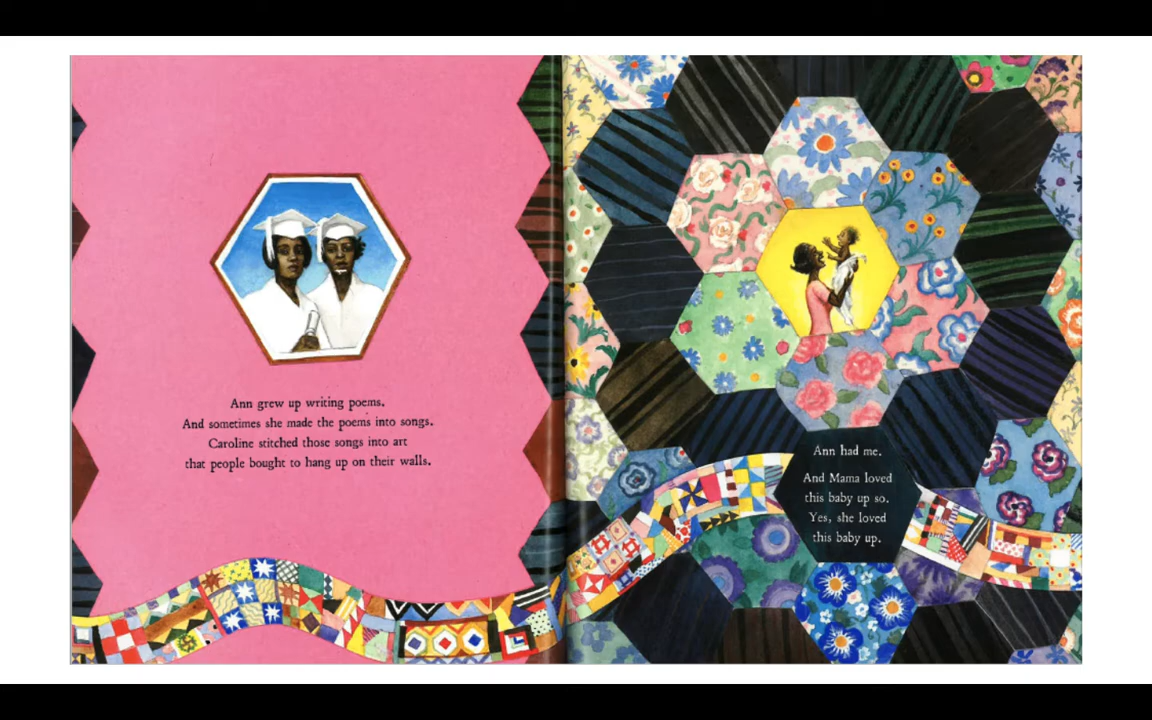 Ann grew up writing poems.
And sometimes she made the poems into songs.
Caroline stitched those songs into art
that people bought to hang up on their walls.
Ann had me.
And Mama loved
this baby up so.
Yes, she loved
this baby up.